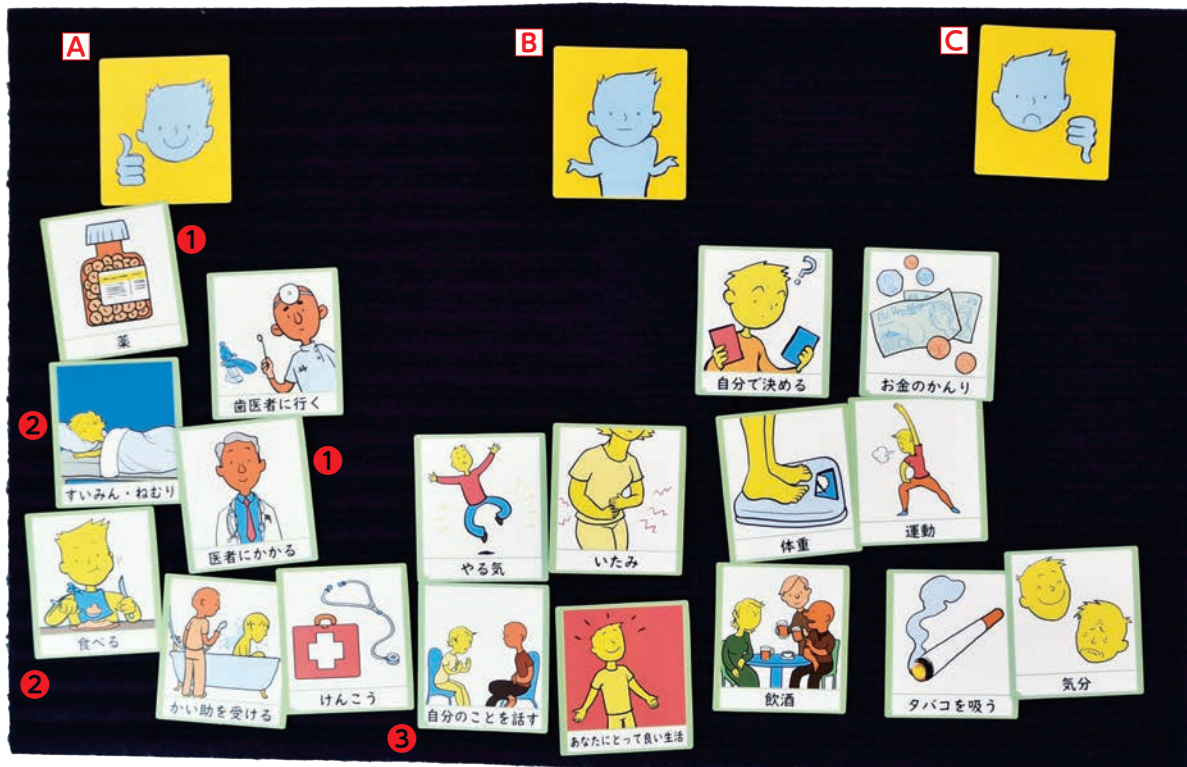 A
B
C
薬
1
歯医者に行く
自分で決める
お金のかんり
2
すいみん・ねむり
医者にかかる
1
やる気
いたみ
体重
運動
食べる
2
かい助を受ける
けんこう
自分のことを話す
3
あなたにとって良い生活
飲酒
タバコを吸う
気分